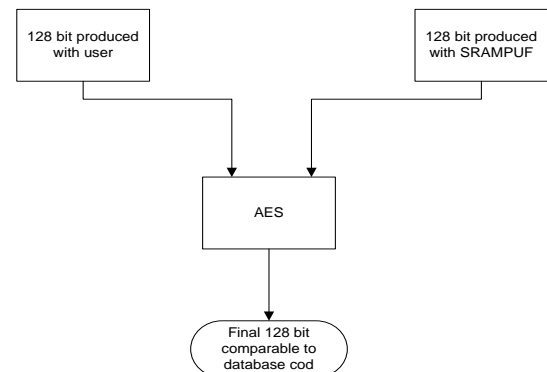 128 bit produced
with user
128 bit produced
with SRAMPUF
AES
Final 128 bit
comparable to
database cod